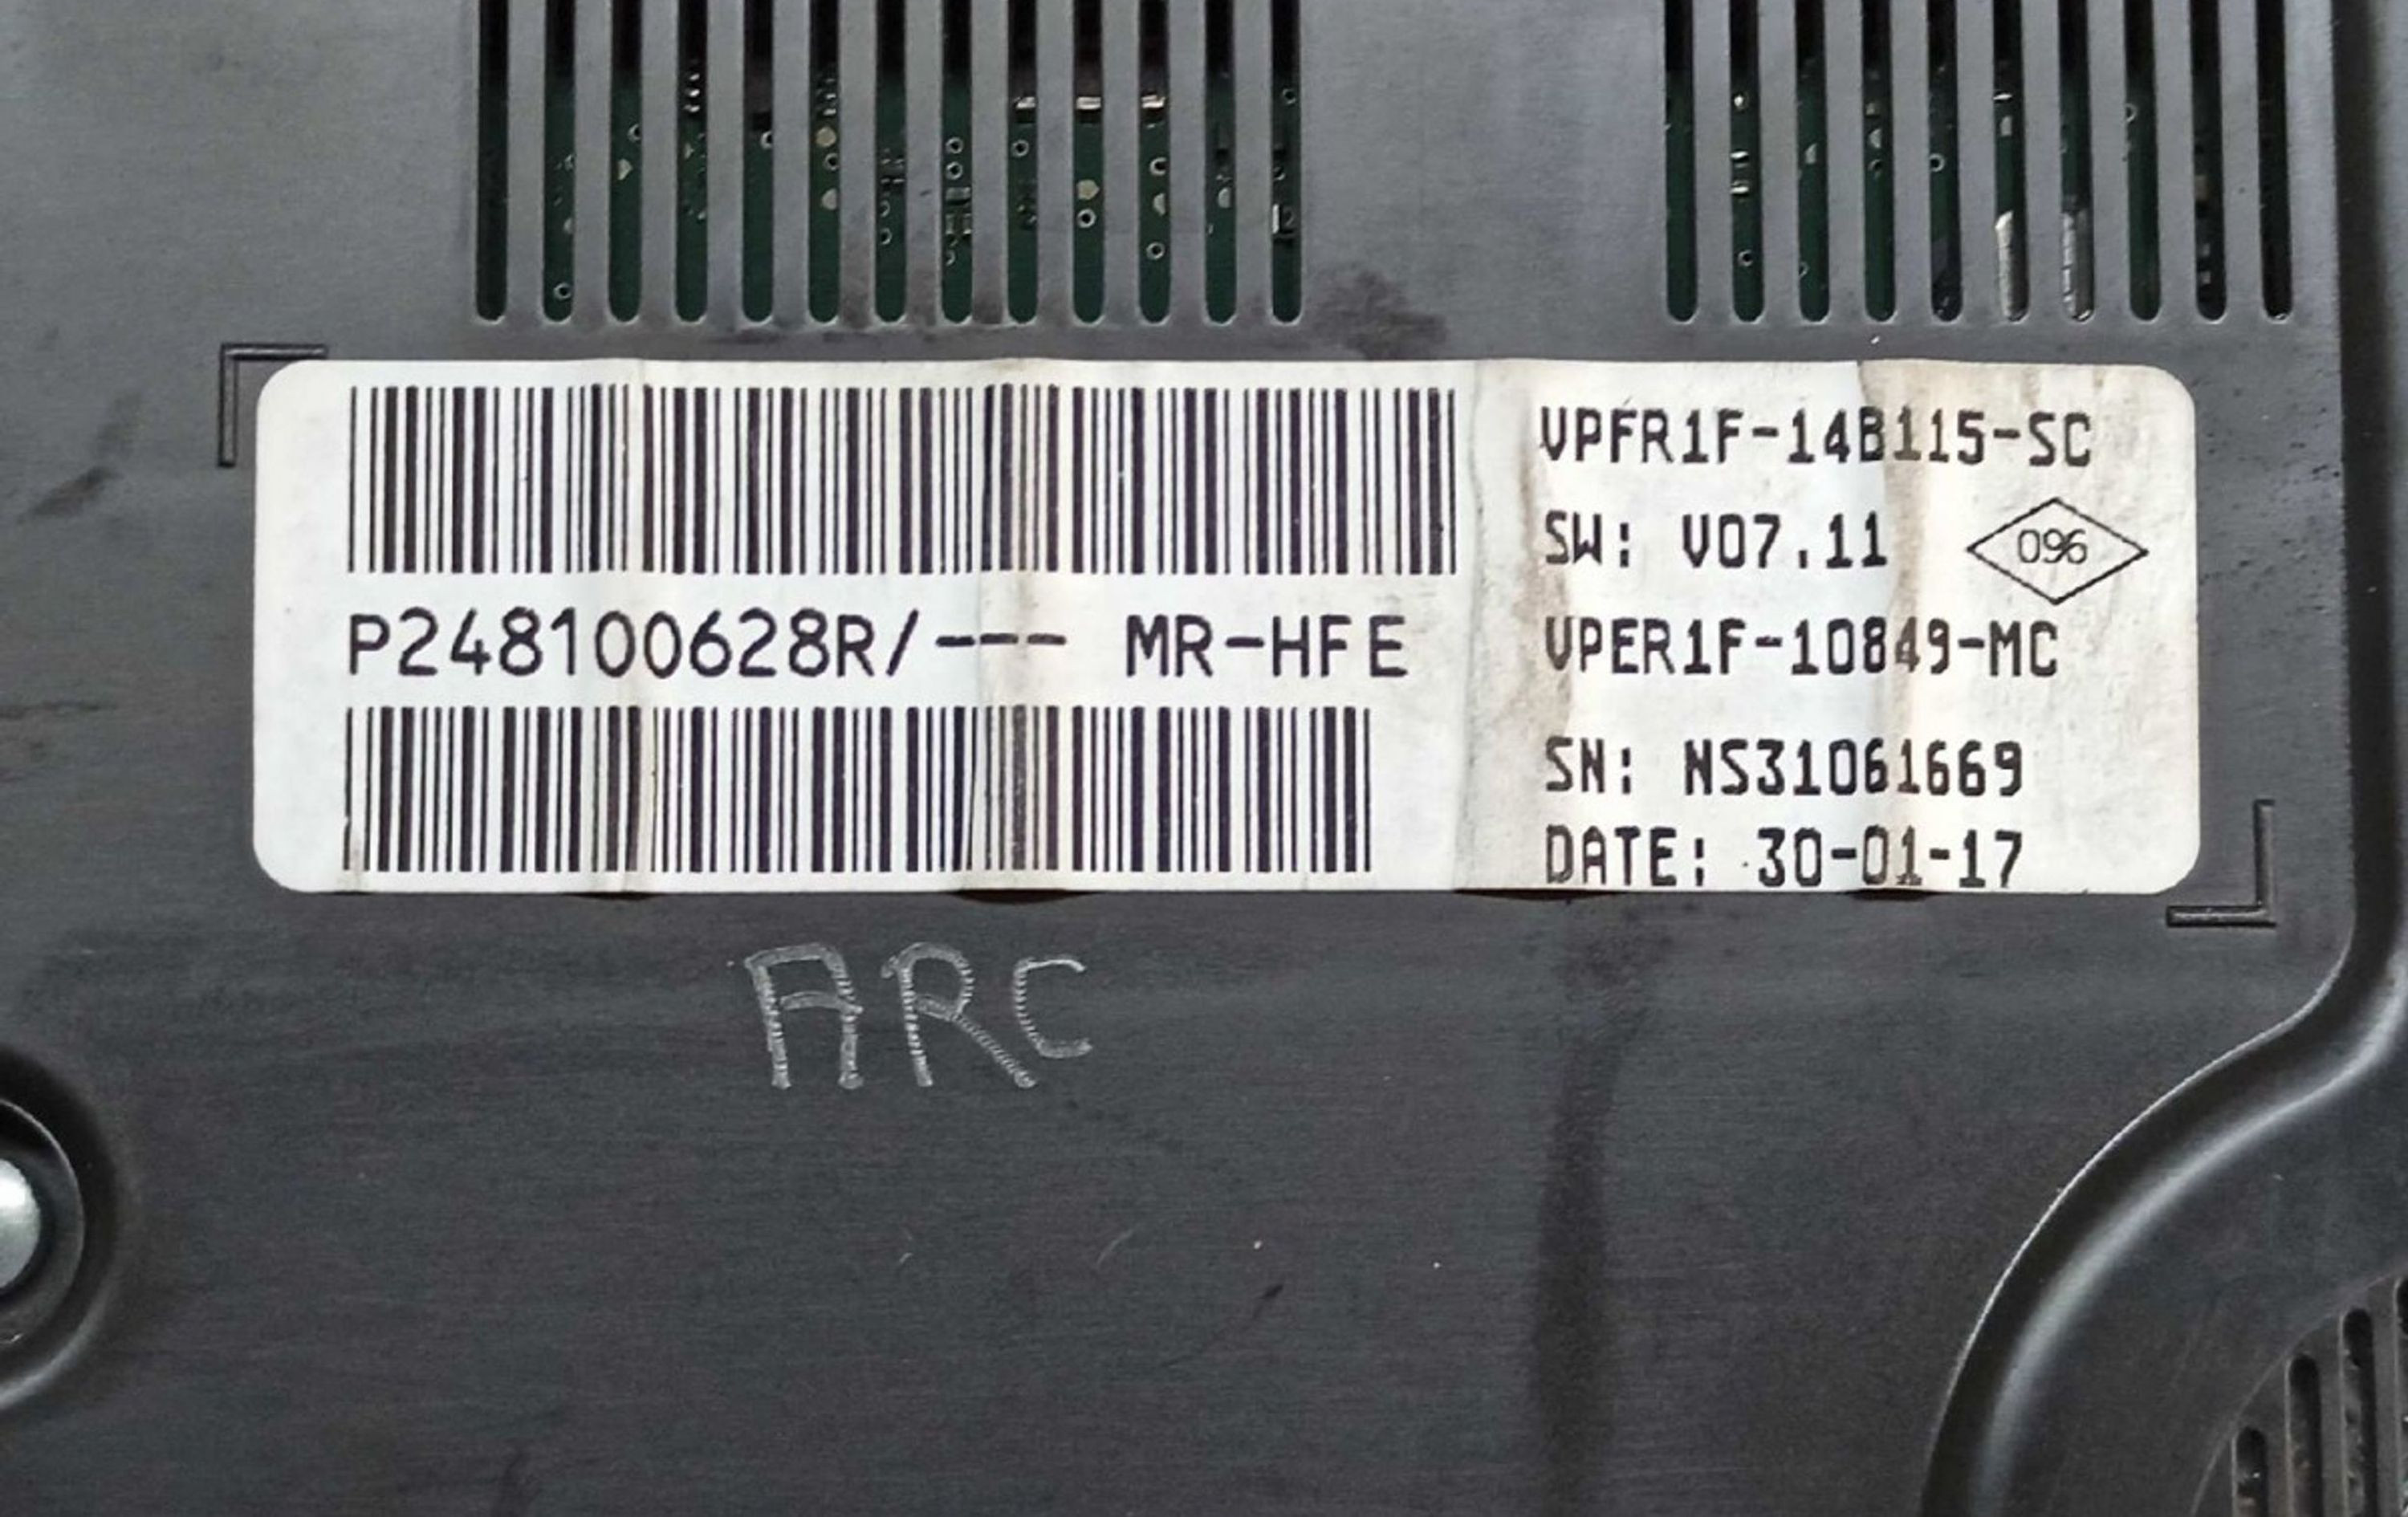 P248100628R/--- MR-HFE
VPFR1F-14B115-SC
SW: V07.11
096
VPER1F-10849-MC
SN: NS31061669
DATE: 30-01-17
ARC